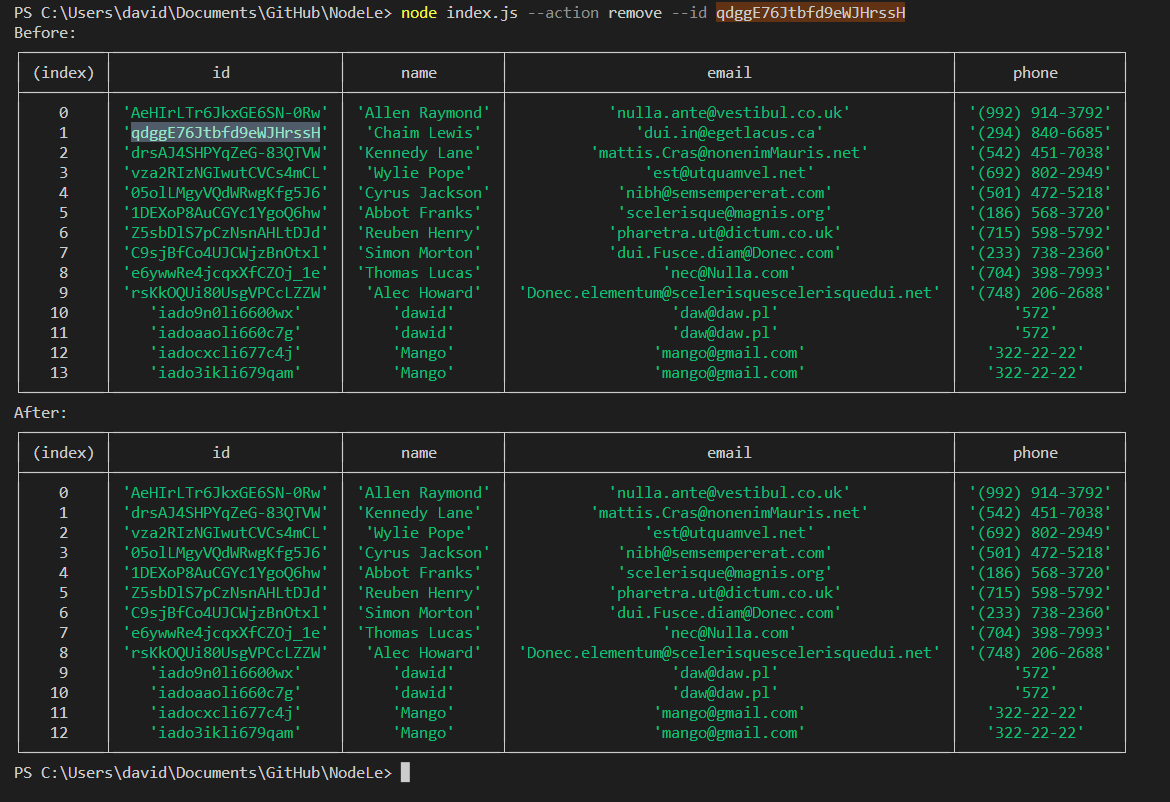 PS C:\Users\david\Documents\GitHub\NodeLe> node index.js --action remove --id qdggE76Jtbfd9eWJHrssH
Before:
(index) id name email phone
0 'AeHIrLTr6JkxGE6SN-0Rw' 'Allen Raymond' 'nulla.ante@vestibul.co.uk' '(992) 914-3792'
1 'qdggE76Jtbfd9eWJHrssH' 'Chaim Lewis' 'dui.in@egetlacus.ca' '(294) 840-6685'
2 'drsAJ4SHPYqZeG-83QTVW' 'Kennedy Lane' 'mattis.Cras@nonenimMauris.net' '(542) 451-7038'
3 'vza2RIzNGIwutCVCs4mCL' 'Wylie Pope' 'est@utquamvel.net' '(692) 802-2949'
4 '05olLMgyVQdWRwgKfg5J6' 'Cyrus Jackson' 'nibh@semsempererat.com' '(501) 472-5218'
5 '1DEXoP8AuCGYc1YgoQ6hw' 'Abbot Franks' 'scelerisque@magnis.org' '(186) 568-3720'
6 'Z5sbDlS7pCzNsnAHLtDJd' 'Reuben Henry' 'pharetra.ut@dictum.co.uk' '(715) 598-5792'
7 'C9sjBfCo4UJCWjzBnOtxl' 'Simon Morton' 'dui.Fusce.diam@Donec.com' '(233) 738-2360'
8 'e6ywwRe4jcqxXfCZOj_1e' 'Thomas Lucas' 'nec@Nulla.com' '(704) 398-7993'
9 'rsKkOQUi80UsgVPCcLZZW' 'Alec Howard' 'Donec.elementum@scelerisquescelerisquedui.net' '(748) 206-2688'
10 'iado9n0li6600wx' 'dawid' 'daw@daw.pl' '572'
11 'iadoaaoli660c7g' 'dawid' 'daw@daw.pl' '572'
12 'iadocxcli677c4j' 'Mango' 'mango@gmail.com' '322-22-22'
13 'iado3ikli679qam' 'Mango' 'mango@gmail.com' '322-22-22'
After:
(index) id name email phone
0 'AeHIrLTr6JkxGE6SN-0Rw' 'Allen Raymond' 'nulla.ante@vestibul.co.uk' '(992) 914-3792'
1 'drsAJ4SHPYqZeG-83QTVW' 'Kennedy Lane' 'mattis.Cras@nonenimMauris.net' '(542) 451-7038'
2 'vza2RIzNGIwutCVCs4mCL' 'Wylie Pope' 'est@utquamvel.net' '(692) 802-2949'
3 '05olLMgyVQdWRwgKfg5J6' 'Cyrus Jackson' 'nibh@semsempererat.com' '(501) 472-5218'
4 '1DEXoP8AuCGYc1YgoQ6hw' 'Abbot Franks' 'scelerisque@magnis.org' '(186) 568-3720'
5 'Z5sbDlS7pCzNsnAHLtDJd' 'Reuben Henry' 'pharetra.ut@dictum.co.uk' '(715) 598-5792'
6 'C9sjBfCo4UJCWjzBnOtxl' 'Simon Morton' 'dui.Fusce.diam@Donec.com' '(233) 738-2360'
7 'e6ywwRe4jcqxXfCZOj_1e' 'Thomas Lucas' 'nec@Nulla.com' '(704) 398-7993'
8 'rsKkOQUi80UsgVPCcLZZW' 'Alec Howard' 'Donec.elementum@scelerisquescelerisquedui.net' '(748) 206-2688'
9 'iado9n0li6600wx' 'dawid' 'daw@daw.pl' '572'
10 'iadoaaoli660c7g' 'dawid' 'daw@daw.pl' '572'
11 'iadocxcli677c4j' 'Mango' 'mango@gmail.com' '322-22-22'
12 'iado3ikli679qam' 'Mango' 'mango@gmail.com' '322-22-22'
PS C:\Users\david\Documents\GitHub\NodeLe>